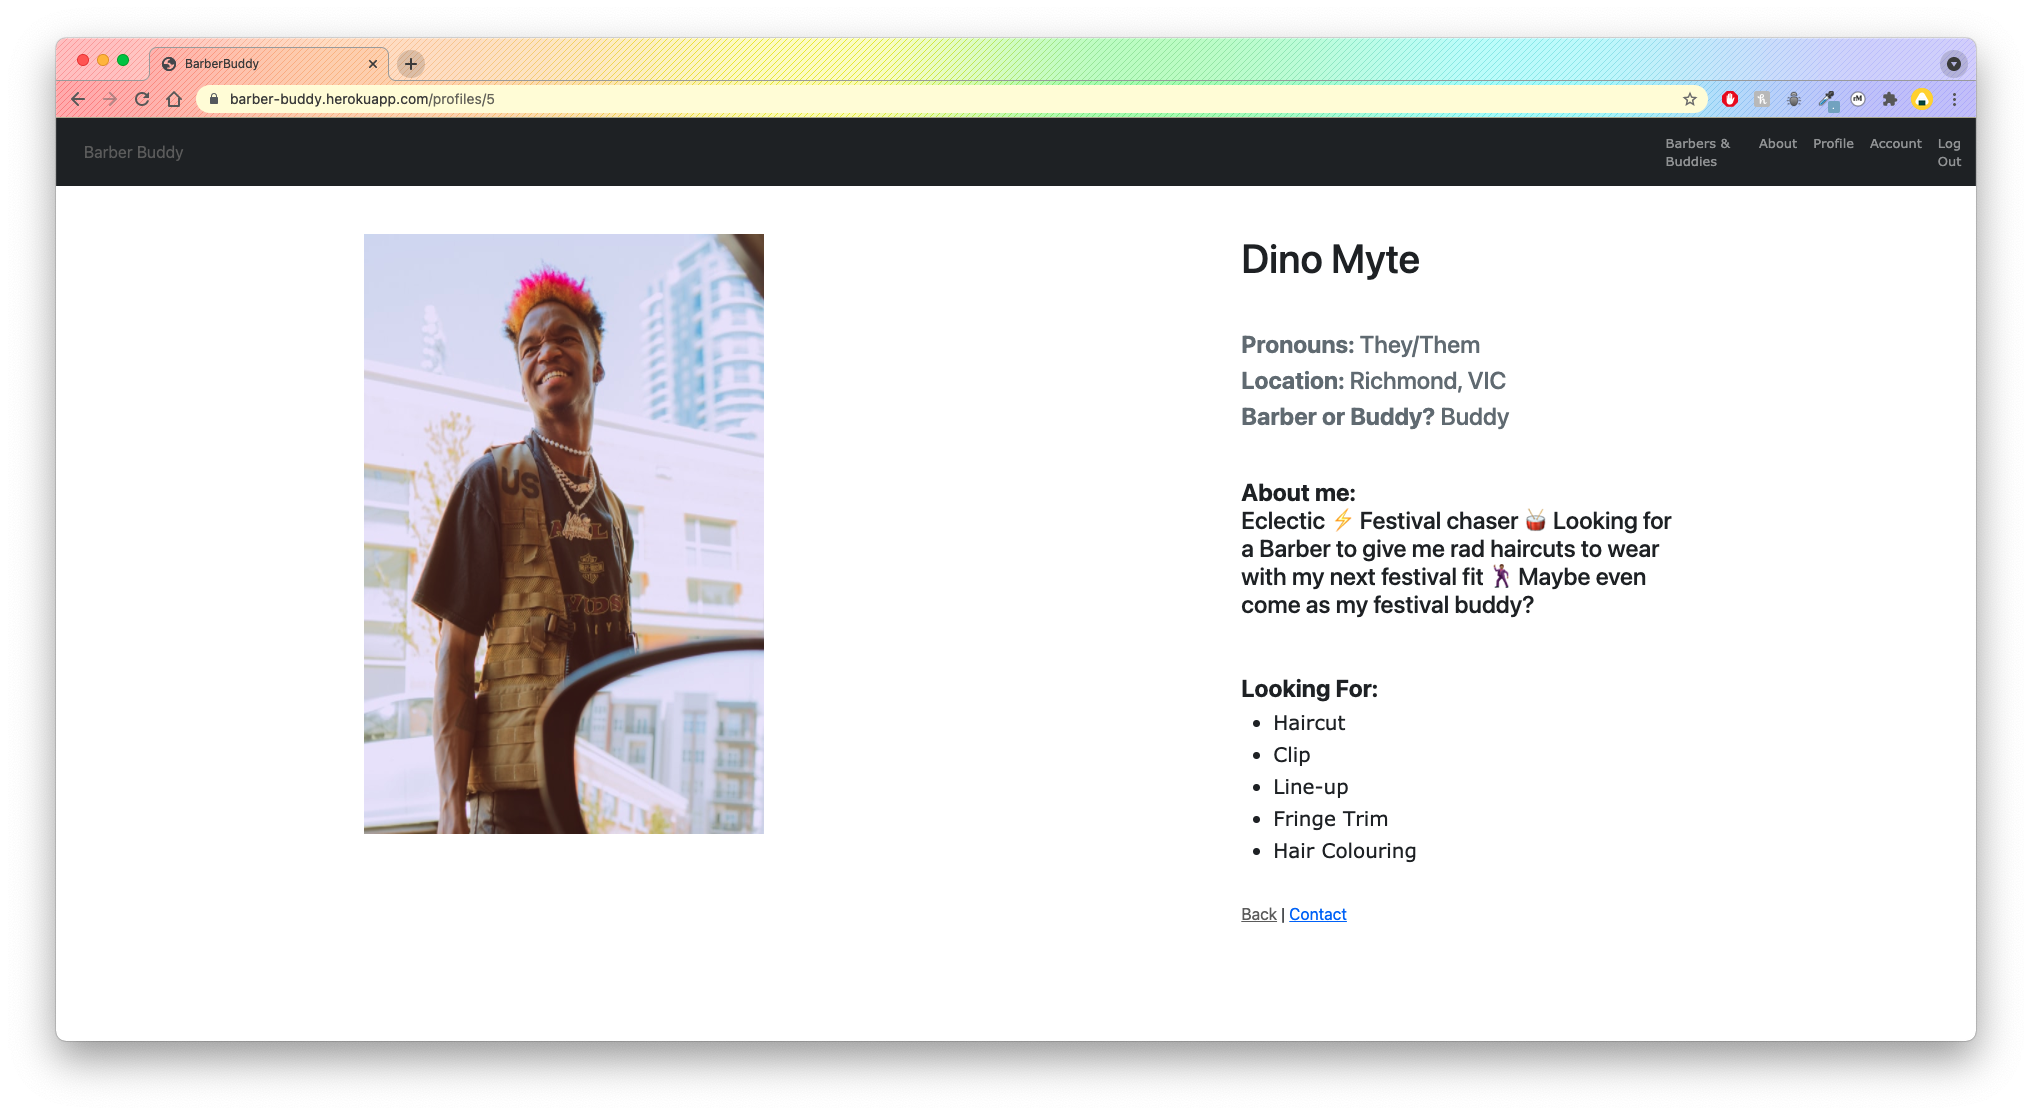 BarberBuddy
barber-buddy.herokuapp.com/profiles/5
Barber Buddy
Barbers &
Buddies
About
Profile
Account
Log
Out
US
Dino Myte
Pronouns: They/Them
Location: Richmond, VIC
Barber or Buddy? Buddy
About me:
Eclectic ⚡ Festival chaser 🥁 Looking for
a Barber to give me rad haircuts to wear
with my next festival fit 🕺🏾 Maybe even
come as my festival buddy?
Looking For:
• Haircut
• Clip
• Line-up
• Fringe Trim
• Hair Colouring
Back | Contact